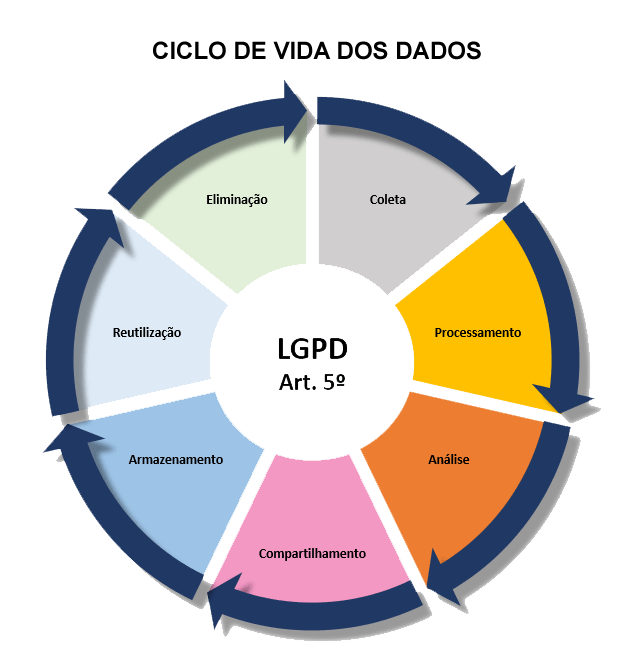 CICLO DE VIDA DOS DADOS
Eliminação
Coleta
Reutilização
Processamento
LGPD
Art. 5º
Armazenamento
Análise
Compartilhamento